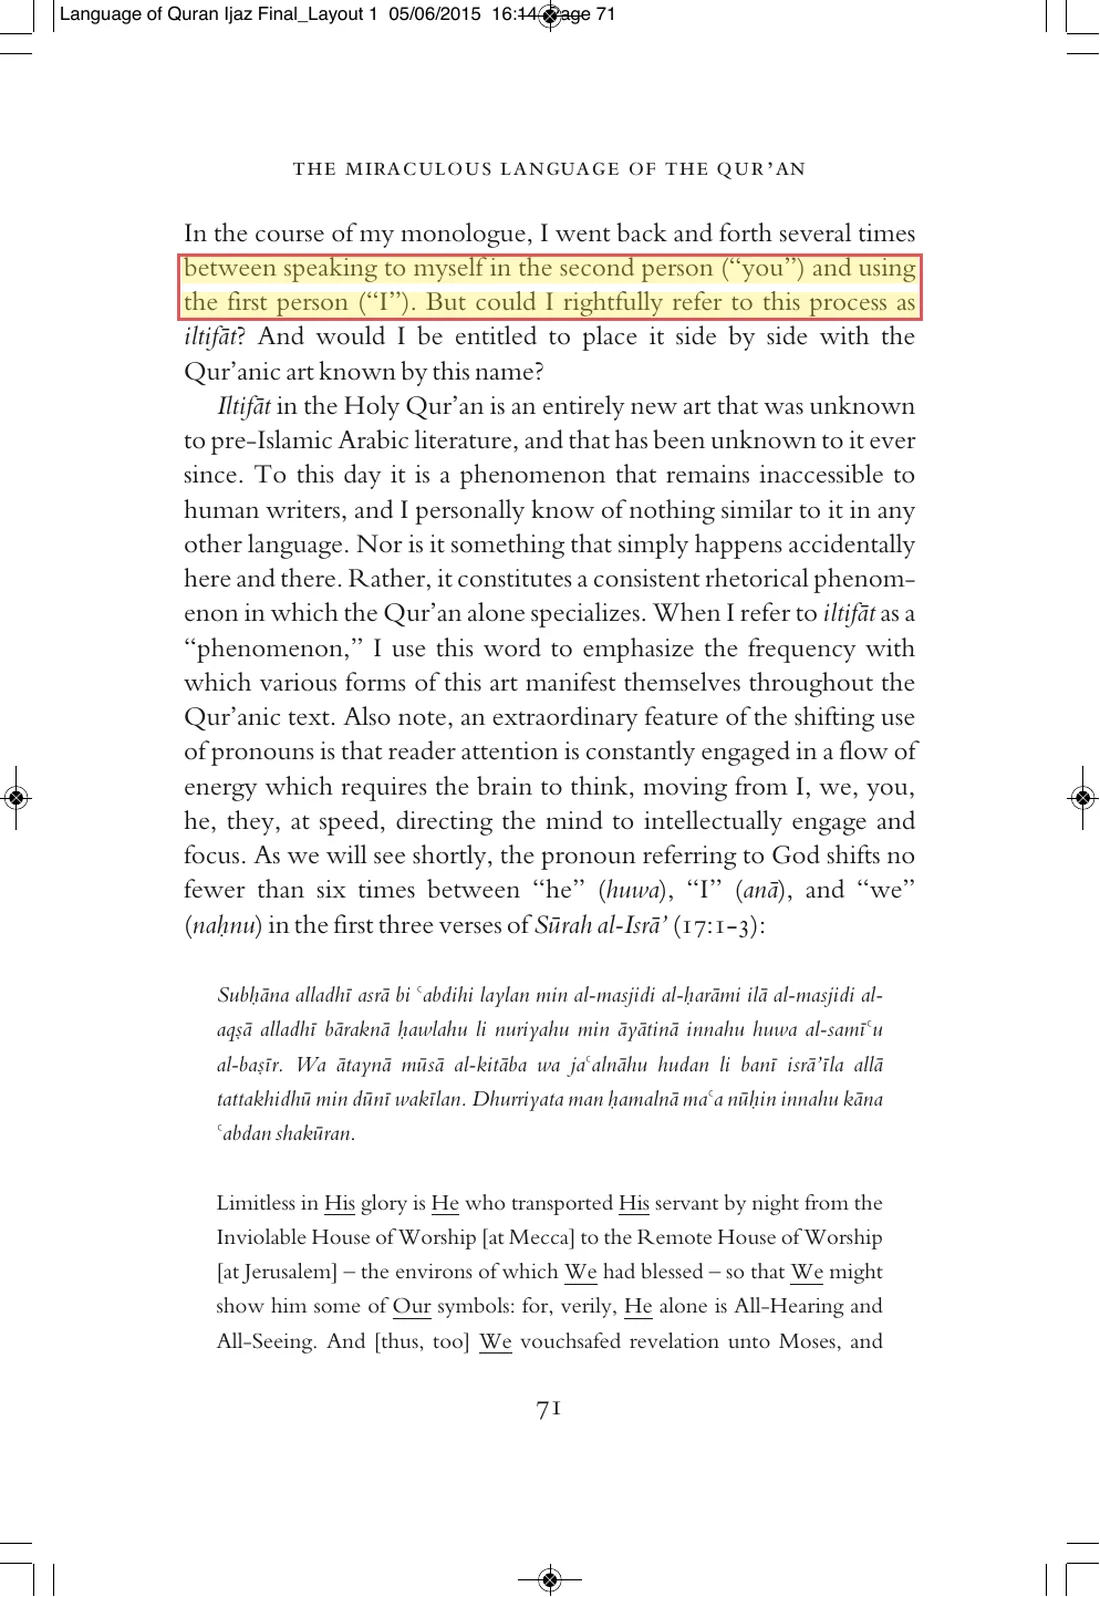 Language of Quran Ijaz Final_Layout 1 05/06/2015 16:14 Page 71
THE MIRACULOUS LANGUAGE OF THE QUR’AN
In the course of my monologue, I went back and forth several times
between speaking to myself in the second person (“you”) and using
the first person (“I”). But could I rightfully refer to this process as
iltifāt? And would I be entitled to place it side by side with the
Qur’anic art known by this name?
Iltifāt in the Holy Qur’an is an entirely new art that was unknown
to pre-Islamic Arabic literature, and that has been unknown to it ever
since. To this day it is a phenomenon that remains inaccessible to
human writers, and I personally know of nothing similar to it in any
other language. Nor is it something that simply happens accidentally
here and there. Rather, it constitutes a consistent rhetorical phenom-
enon in which the Qur’an alone specializes. When I refer to iltifāt as a
“phenomenon,” I use this word to emphasize the frequency with
which various forms of this art manifest themselves throughout the
Qur’anic text. Also note, an extraordinary feature of the shifting use
of pronouns is that reader attention is constantly engaged in a flow of
energy which requires the brain to think, moving from I, we, you,
he, they, at speed, directing the mind to intellectually engage and
focus. As we will see shortly, the pronoun referring to God shifts no
fewer than six times between “he” (huwa), “I” (anā), and “we”
(naḥnu) in the first three verses of Sūrah al-Isrā’ (17:1-3):
Subḥāna alladhī asrā bi ʿabdihi laylan min al-masjidi al-ḥarāmi ilā al-masjidi al-
aqṣā alladhī bāraknā ḥawlahu li nuriyahu min āyātinā innahu huwa al-samīʿu
al-baṣīr. Wa ātaynā mūsā al-kitāba wa jaʿalnāhu hudan li banī isrā’īla allā
tattakhidhū min dūnī wakīlan. Dhurriyata man ḥamalnā maʿa nūḥin innahu kāna
ʿabdan shakūran.
Limitless in His glory is He who transported His servant by night from the
Inviolable House of Worship [at Mecca] to the Remote House of Worship
[at Jerusalem] – the environs of which We had blessed – so that We might
show him some of Our symbols: for, verily, He alone is All-Hearing and
All-Seeing. And [thus, too] We vouchsafed revelation unto Moses, and
71